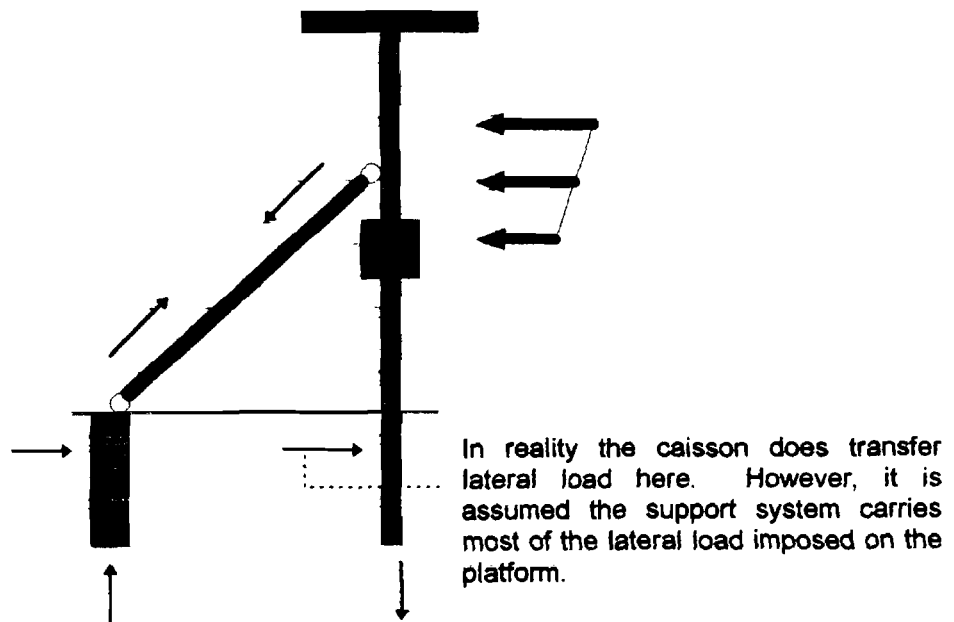 In reality the caisson does transfer
lateral load here. However, it is
assumed the support system carries
most of the lateral load imposed on the
platform.